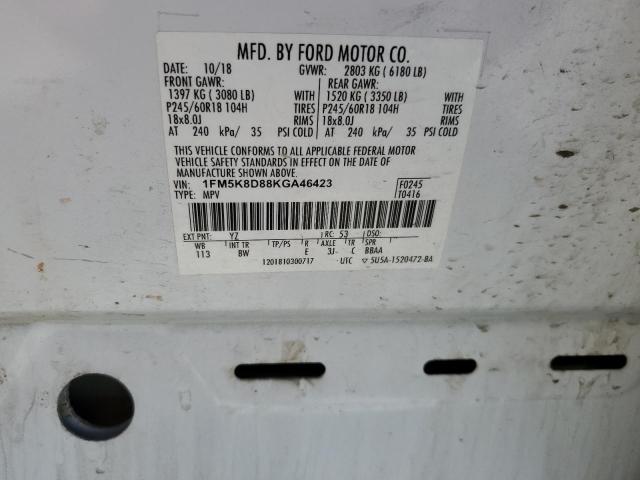 MFD. BY FORD MOTOR CO.
DATE: 10/18 GVWR: 2803 KG ( 6180 LB)
FRONT GAWR: REAR GAWR:
1397 KG ( 3080 LB) WITH 1520 KG ( 3350 LB) WITH
P245/60R18 104H TIRES P245/60R18 104H TIRES
18x8.0J RIMS 18x8.0J RIMS
AT 240 kPa/ 35 PSI COLD AT 240 kPa/ 35 PSI COLD
THIS VEHICLE CONFORMS TO ALL APPLICABLE FEDERAL MOTOR
VEHICLE SAFETY STANDARDS IN EFFECT ON THE DATE OF
MANUFACTURE SHOWN ABOVE.
VIN: 1FM5K8D88KGA46423 F0245
TYPE: MPV T0416
EXT PNT: YZ RC: 53 DSO:
WB INT TR TP/PS R AXLE TR SPR
113 BW E 3J C BBAA
1201810300717 UTC ▽ 5U5A-1520472-BA